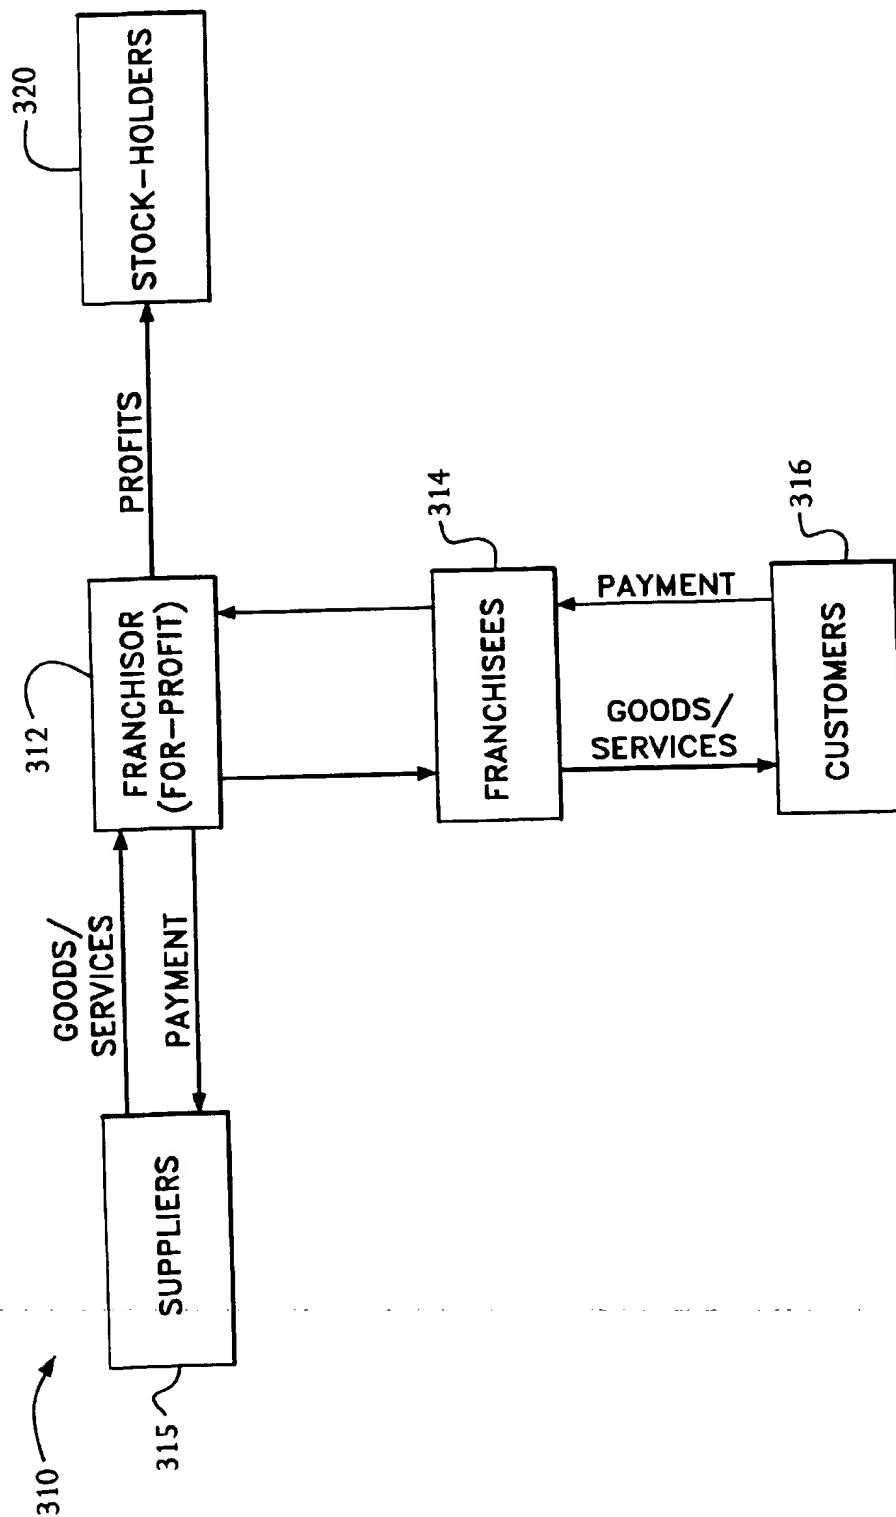 310
315
SUPPLIERS
GOODS/
SERVICES
PAYMENT
312
FRANCHISOR
(FOR-PROFIT)
PROFITS
320
STOCK-HOLDERS
314
FRANCHISEES
GOODS/
SERVICES
PAYMENT
316
CUSTOMERS